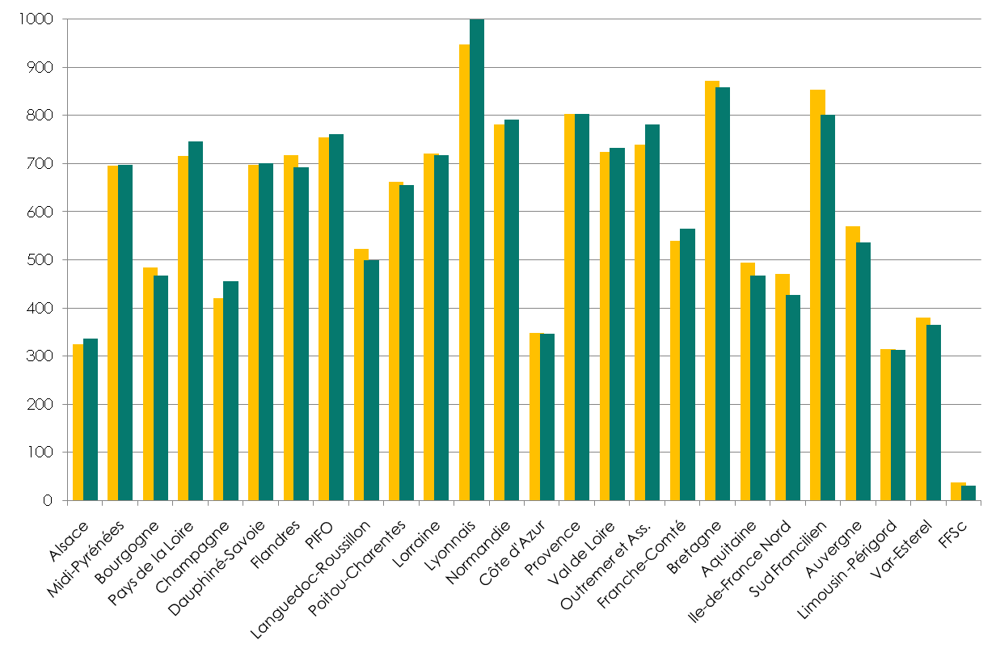 1000
900
800
700
600
500
400
300
200
100
0
Alsace
Midi-Pyrénées
Bourgogne
Pays de la Loire
Champagne
Dauphiné-Savoie
Flandres
PIFO
Languedoc-Roussillon
Poitou-Charentes
Lorraine
Lyonnais
Normandie
Côte d'Azur
Provence
Val de Loire
Outremer et Ass.
Franche-Comté
Bretagne
Aquitaine
Ile-de-France Nord
Sud Francilien
Auvergne
Limousin-Périgord
Var-Esterel
FFSc